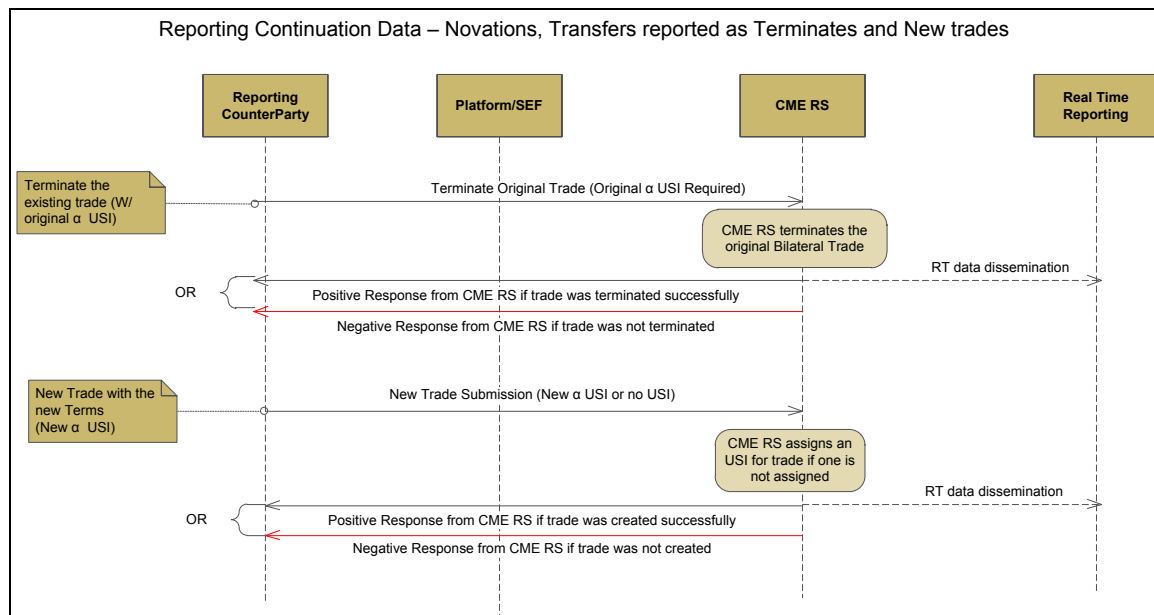 Reporting Continuation Data – Novations, Transfers reported as Terminates and New trades
Reporting
CounterParty
Platform/SEF
CME RS
Real Time
Reporting
Terminate the
existing trade (W/
original α USI)
Terminate Original Trade (Original α USI Required)
CME RS terminates the
original Bilateral Trade
RT data dissemination
OR
Positive Response from CME RS if trade was terminated successfully
Negative Response from CME RS if trade was not terminated
New Trade with the
new Terms
(New α USI)
New Trade Submission (New α USI or no USI)
CME RS assigns an
USI for trade if one is
not assigned
RT data dissemination
OR
Positive Response from CME RS if trade was created successfully
Negative Response from CME RS if trade was not created